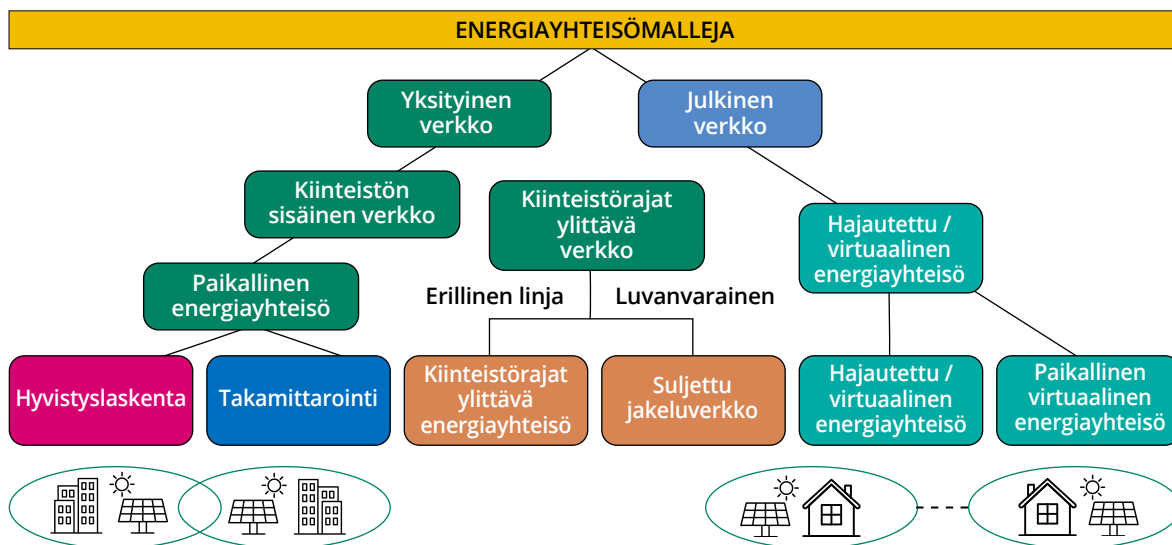 ENERGIAYHTEISÖMALLEJA
Yksityinen
verkko
Julkinen
verkko
Kiinteistön
sisäinen verkko
Kiinteistörajat
ylittävä
verkko
Hajautettu /
virtuaalinen
energiayhteisö
Paikallinen
energiayhteisö
Erillinen linja
Luvanvarainen
Hyvistyslaskenta
Takamittarointi
Kiinteistörajat
ylittävä
energiayhteisö
Suljettu
jakeluverkko
Hajautettu /
virtuaalinen
energiayhteisö
Paikallinen
virtuaalinen
energiayhteisö